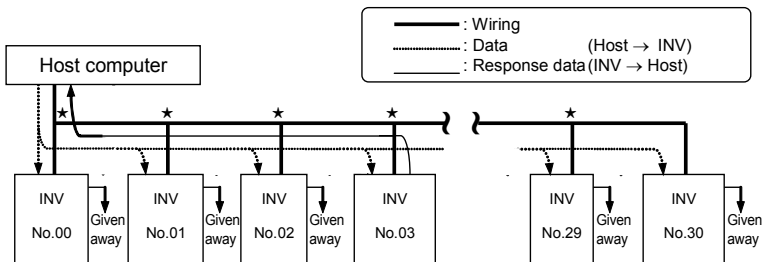 : Wiring
: Data (Host → INV)
: Response data (INV → Host)
Host computer
★ ★ ★ ★ ★
INV INV INV INV INV INV
No.00 No.01 No.02 No.03 No.29 No.30
Given away Given away Given away Given away Given away